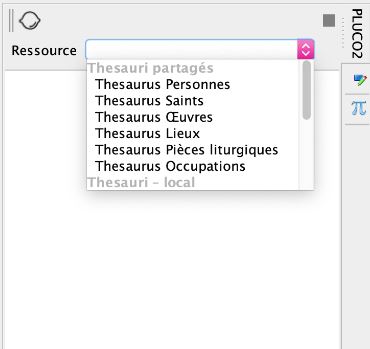 PLUCO2
Ressource
Thesauri partagés
Thesaurus Personnes
Thesaurus Saints
Thesaurus Œuvres
Thesaurus Lieux
Thesaurus Pièces liturgiques
Thesaurus Occupations
Thesauri – local
π